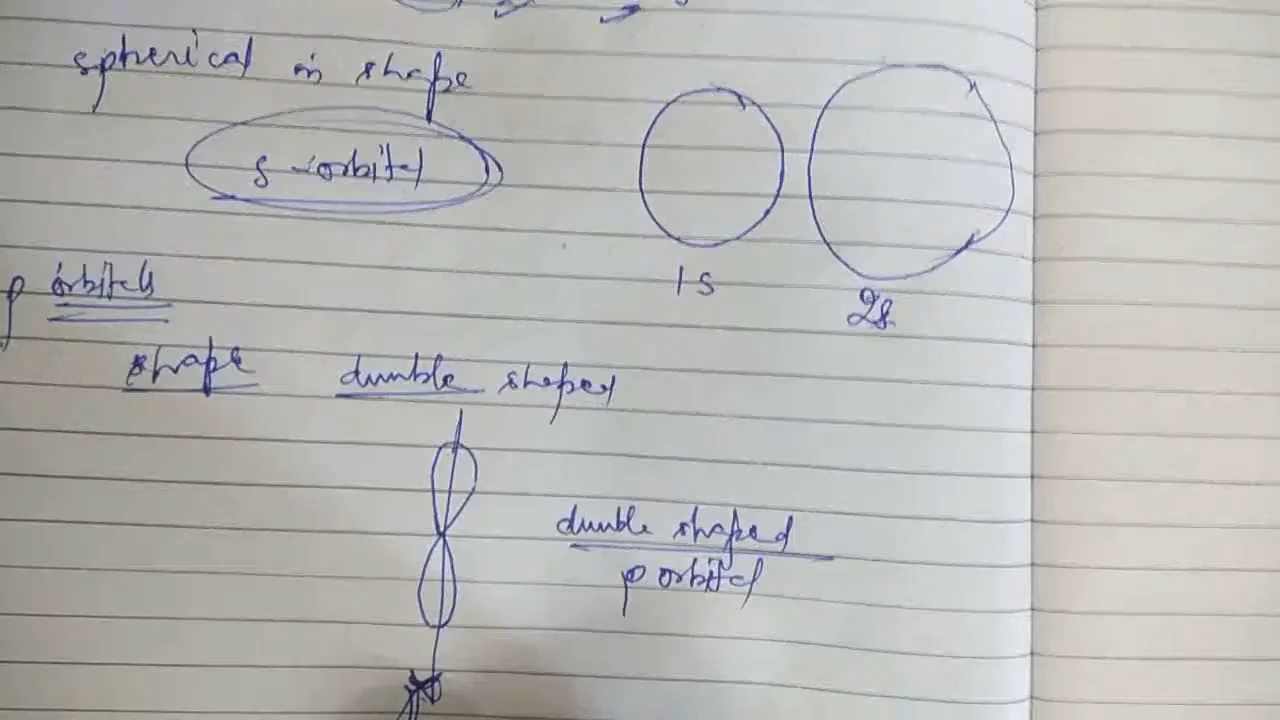 spherical in shape
s-orbital
1s
2s
p orbitals
shape dumble shaped
dumble shaped
p orbital